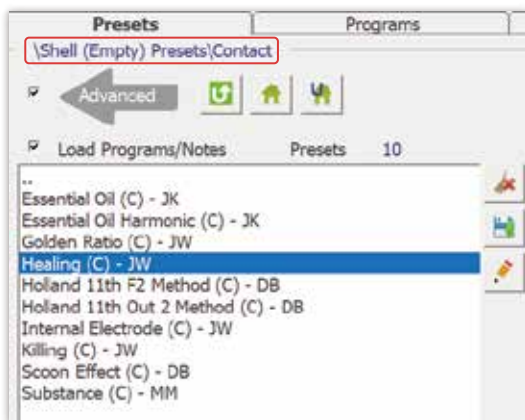 Presets Programs
\Shell (Empty) Presets\Contact
Advanced
Load Programs/Notes Presets 10
..
Essential Oil (C) - JK
Essential Oil Harmonic (C) - JK
Golden Ratio (C) - JW
Healing (C) - JW
Holland 11th F2 Method (C) - DB
Holland 11th Out 2 Method (C) - DB
Internal Electrode (C) - JW
Killing (C) - JW
Scoon Effect (C) - DB
Substance (C) - MM